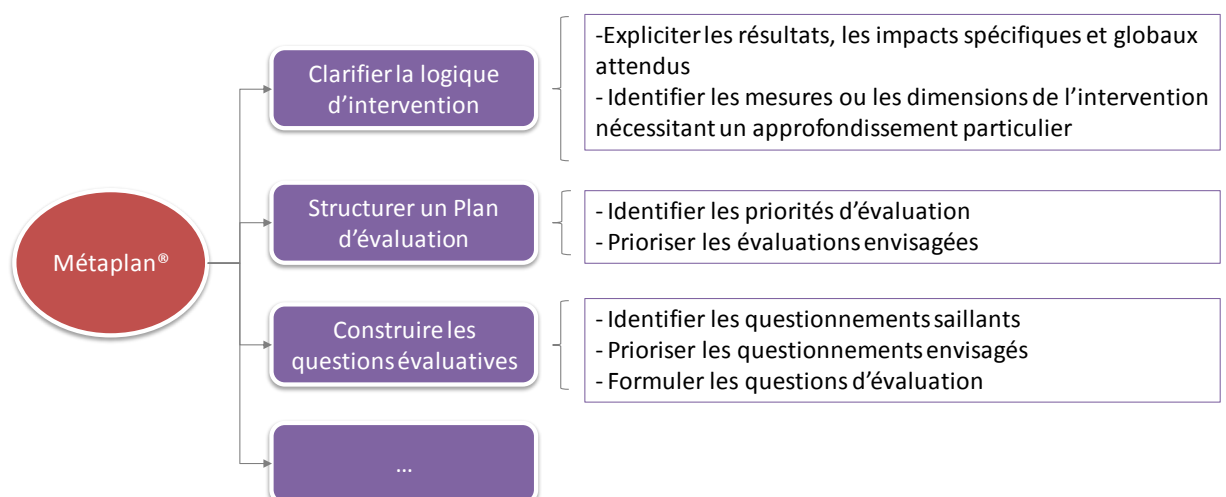 Métaplan®
Clarifier la logique
d’intervention
-Expliciter les résultats, les impacts spécifiques et globaux
attendus
- Identifier les mesures ou les dimensions de l’intervention
nécessitant un approfondissement particulier
Structurer un Plan
d’évaluation
- Identifier les priorités d’évaluation
- Prioriser les évaluations envisagées
Construire les
questions évaluatives
- Identifier les questionnements saillants
- Prioriser les questionnements envisagés
- Formuler les questions d’évaluation
...